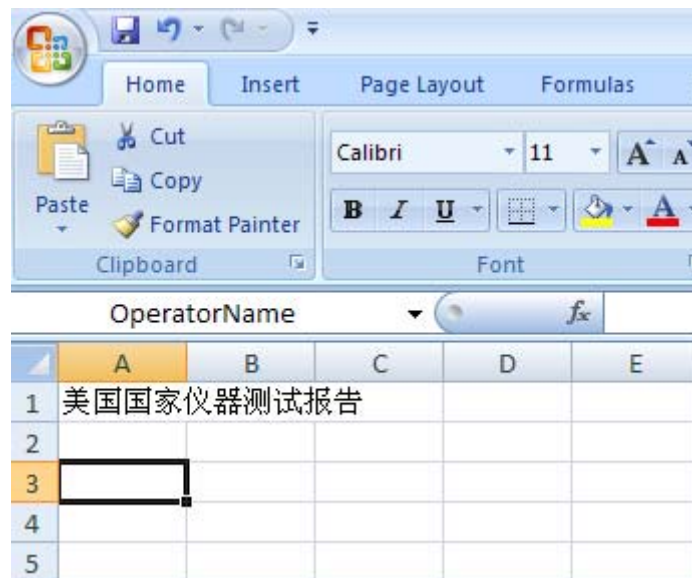 Home Insert Page Layout Formulas
Cut
Calibri 11 A A
Copy
Paste
Format Painter
B I U A
Clipboard Font
OperatorName fx
A B C D E
1 美国国家仪器测试报告
2
3
4
5